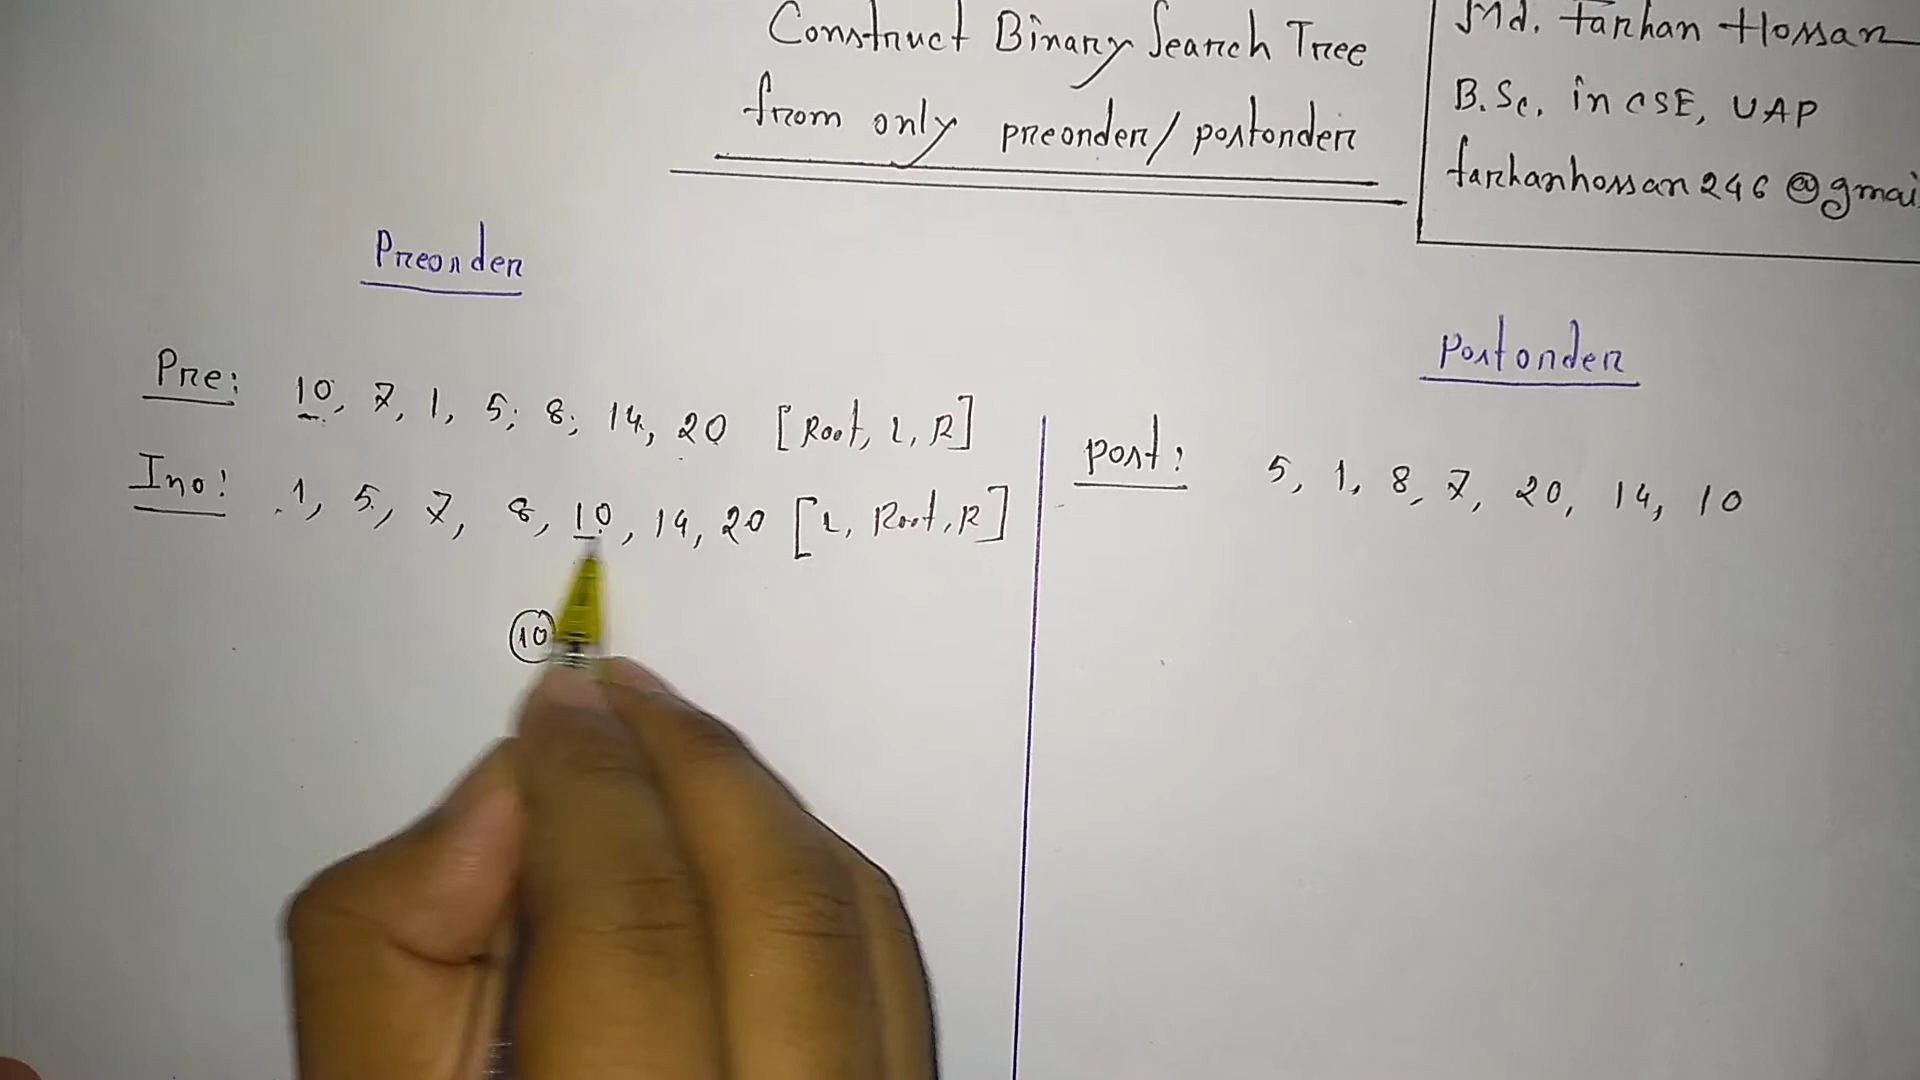 Construct Binary Search Tree
from only preorder/postorder
Md. Farhan Hossan
B.Sc. in CSE, UAP
farhanhossan246@gmai
Preorder
Postorder
Pre: 10, 7, 1, 5, 8, 14, 20 [Root, L, R]
Ino: 1, 5, 7, 8, 10, 14, 20 [L, Root, R]
post: 5, 1, 8, 7, 20, 14, 10
10